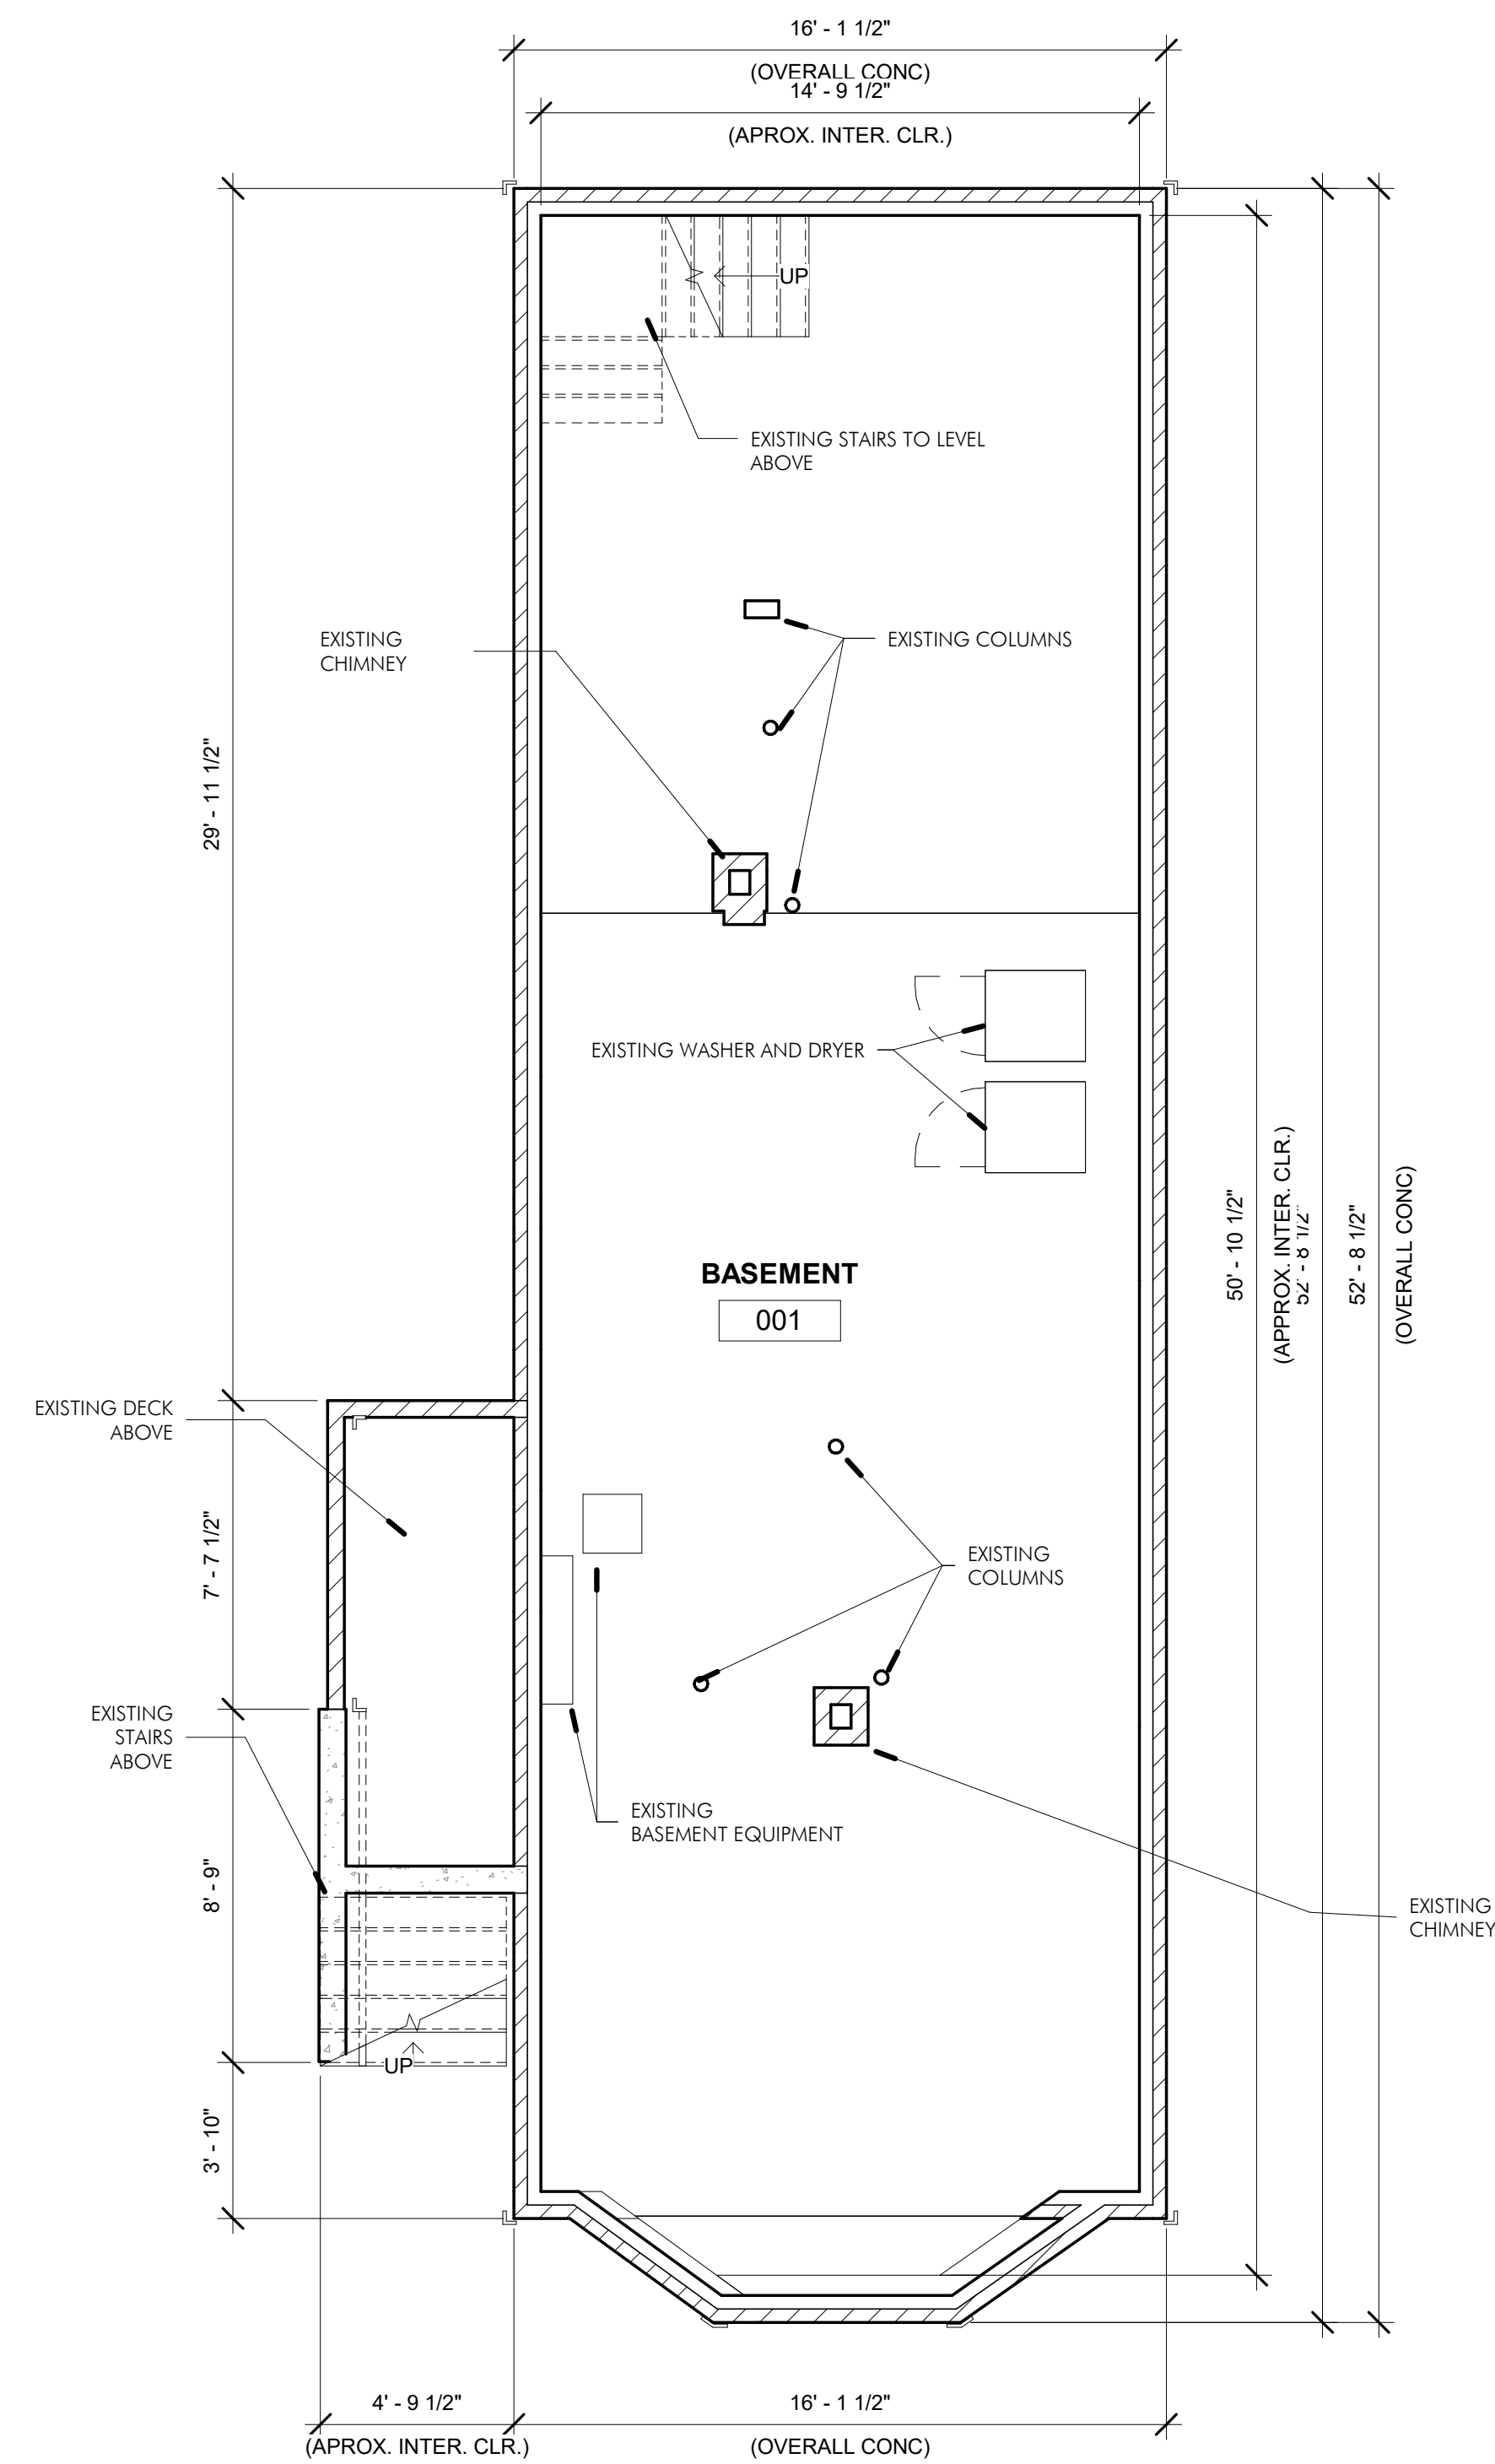 16' - 1 1/2"
(OVERALL CONC)
14' - 9 1/2"
(APROX. INTER. CLR.)
UP
EXISTING STAIRS TO LEVEL
ABOVE
EXISTING
CHIMNEY
EXISTING COLUMNS
29' - 11 1/2"
EXISTING WASHER AND DRYER
50' - 10 1/2"
(APPROX. INTER. CLR.)
52' - 8 1/2"
52' - 8 1/2"
(OVERALL CONC)
BASEMENT
001
EXISTING DECK
ABOVE
7' - 7 1/2"
EXISTING
COLUMNS
EXISTING
STAIRS
ABOVE
EXISTING
BASEMENT EQUIPMENT
8' - 9"
EXISTING
CHIMNEY
UP
3' - 10"
4' - 9 1/2"
(APROX. INTER. CLR.)
16' - 1 1/2"
(OVERALL CONC)